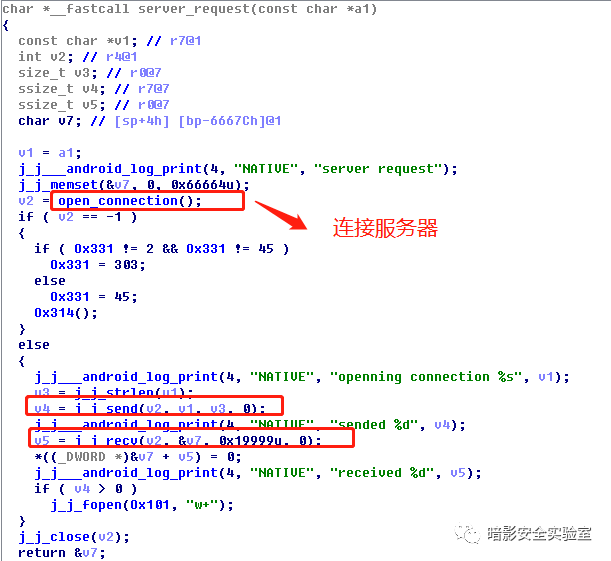 char *__fastcall server_request(const char *a1)
{
const char *v1; // r7@1
int v2; // r4@1
size_t v3; // r0@7
ssize_t v4; // r7@7
ssize_t v5; // r0@7
char v7; // [sp+4h] [bp-6667Ch]@1
v1 = a1;
j_j___android_log_print(4, "NATIVE", "server request");
j_j_memset(&v7, 0, 0x66664u);
v2 = open_connection();
连接服务器
if ( v2 == -1 )
{
if ( 0x331 != 2 && 0x331 != 45 )
0x331 = 303;
else
0x331 = 45;
0x314();
}
else
{
j_j___android_log_print(4, "NATIVE", "openning connection %s", v1);
v3 = j_j_strlen(v1);
v4 = j_j_send(v2, v1, v3, 0);
j_j___android_log_print(4, "NATIVE", "sended %d", v4);
v5 = j_j_recv(v2, &v7, 0x19999u, 0);
*((_DWORD *)&v7 + v5) = 0;
j_j___android_log_print(4, "NATIVE", "received %d", v5);
if ( v4 > 0 )
j_j_fopen(0x101, "w+");
}
j_j_close(v2);
return &v7;
暗影安全实验室